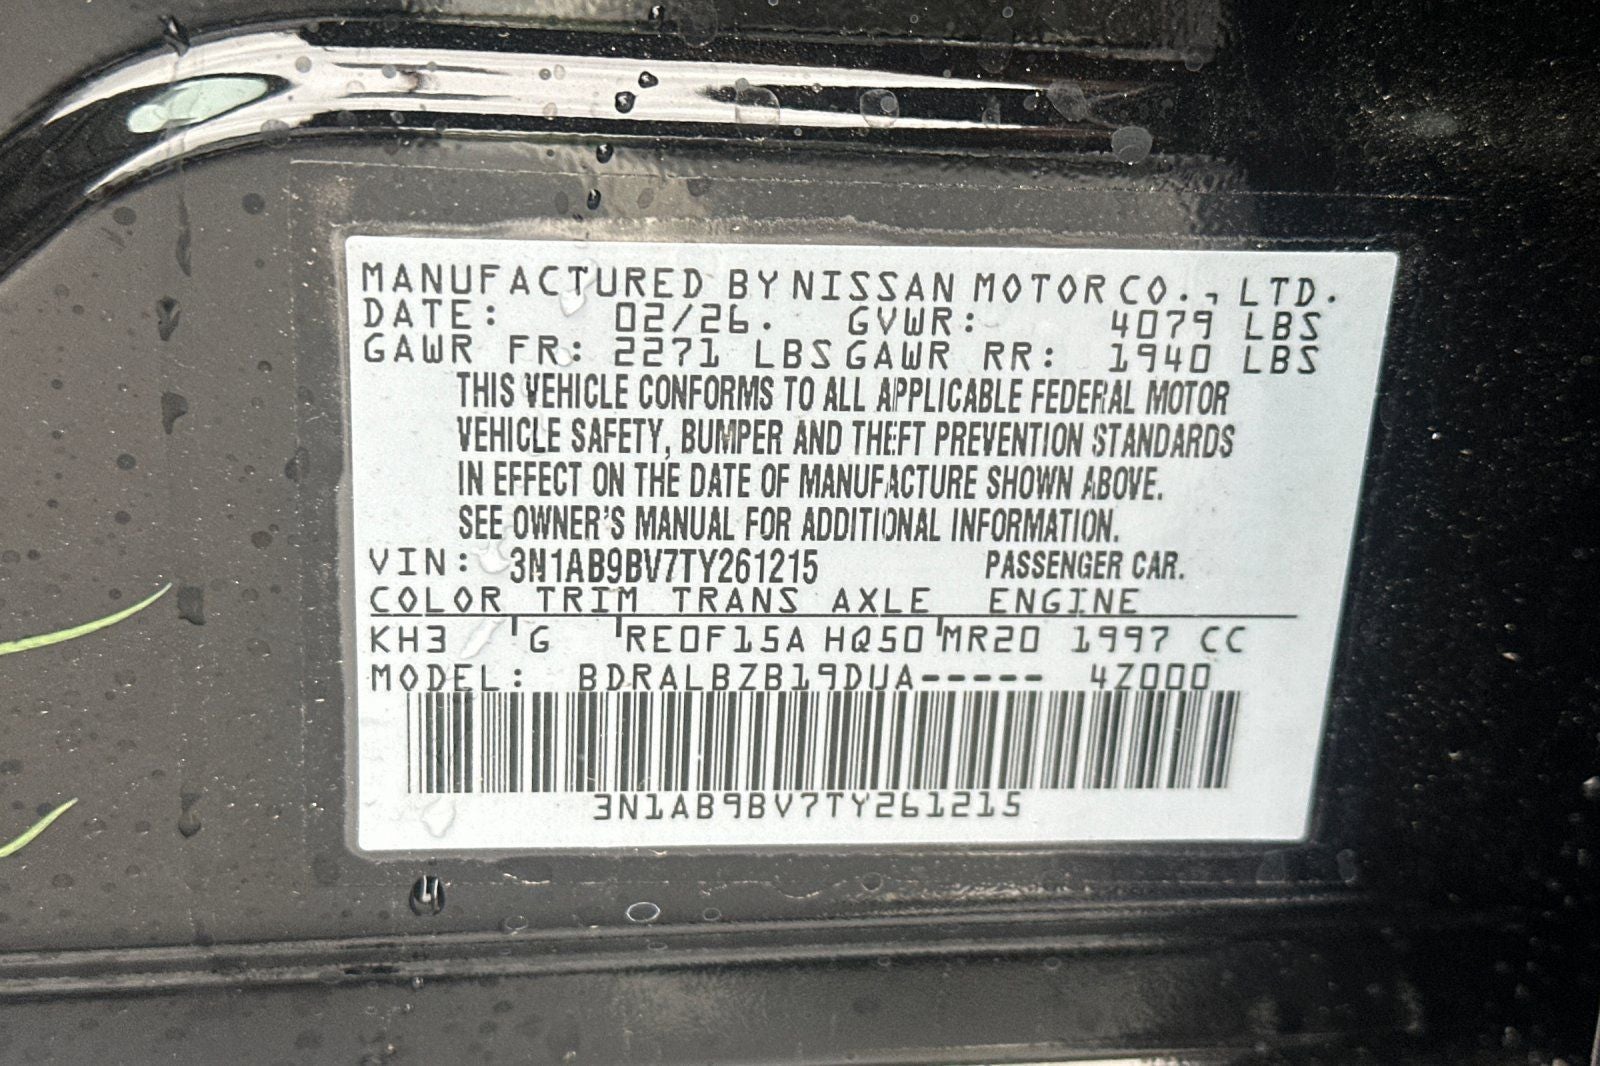 MANUFACTURED BY NISSAN MOTOR CO., LTD.
DATE: 02/26. GVWR: 4079 LBS
GAWR FR: 2271 LBS GAWR RR: 1940 LBS
THIS VEHICLE CONFORMS TO ALL APPLICABLE FEDERAL MOTOR
VEHICLE SAFETY, BUMPER AND THEFT PREVENTION STANDARDS
IN EFFECT ON THE DATE OF MANUFACTURE SHOWN ABOVE.
SEE OWNER'S MANUAL FOR ADDITIONAL INFORMATION.
VIN: 3N1AB9BV7TY261215 PASSENGER CAR.
COLOR TRIM TRANS AXLE ENGINE
KH3 G RE0F15A HQ50 MR20 1997 CC
MODEL: BDRALBZB19DUA----- 4Z000
3N1AB9BV7TY261215